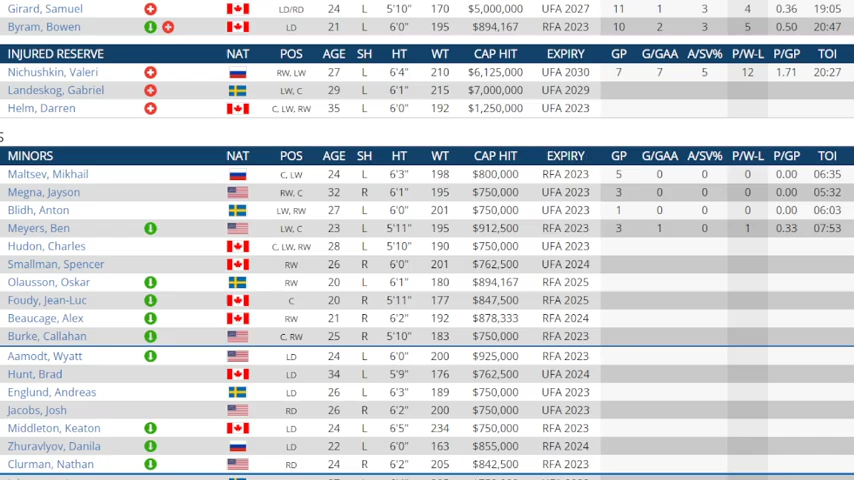 Girard, Samuel LD/RD 24 L 5'10" 170 $5,000,000 UFA 2027 11 1 3 4 0.36 19:05
Byram, Bowen LD 21 L 6'0" 195 $894,167 RFA 2023 10 2 3 5 0.50 20:47
INJURED RESERVE NAT POS AGE SH HT WT CAP HIT EXPIRY GP G/GAA A/SV% P/W-L P/GP TOI
Nichushkin, Valeri RW, LW 27 L 6'4" 210 $6,125,000 UFA 2030 7 7 5 12 1.71 20:27
Landeskog, Gabriel LW, C 29 L 6'1" 215 $7,000,000 UFA 2029
Helm, Darren C, LW, RW 35 L 6'0" 192 $1,250,000 UFA 2023
S
MINORS NAT POS AGE SH HT WT CAP HIT EXPIRY GP G/GAA A/SV% P/W-L P/GP TOI
Maltsev, Mikhail C, LW 24 L 6'3" 198 $800,000 RFA 2023 5 0 0 0 0.00 06:35
Megna, Jayson RW, C 32 R 6'1" 195 $750,000 UFA 2023 3 0 0 0 0.00 05:32
Blidh, Anton LW, RW 27 L 6'0" 201 $750,000 UFA 2023 1 0 0 0 0.00 06:03
Meyers, Ben LW, C 23 L 5'11" 195 $912,500 RFA 2023 3 1 0 1 0.33 07:53
Hudon, Charles C, LW, RW 28 L 5'10" 190 $750,000 UFA 2023
Smallman, Spencer RW 26 R 6'0" 201 $762,500 UFA 2024
Olausson, Oskar RW 20 L 6'1" 180 $894,167 RFA 2025
Foudy, Jean-Luc C 20 R 5'11" 177 $847,500 RFA 2025
Beaucage, Alex RW 21 R 6'2" 192 $878,333 RFA 2024
Burke, Callahan C, RW 25 R 5'10" 183 $750,000 RFA 2023
Aamodt, Wyatt LD 24 L 6'0" 200 $925,000 RFA 2023
Hunt, Brad LD 34 L 5'9" 176 $762,500 UFA 2024
Englund, Andreas LD 26 L 6'3" 189 $750,000 UFA 2023
Jacobs, Josh RD 26 R 6'2" 200 $750,000 UFA 2023
Middleton, Keaton LD 24 L 6'5" 234 $750,000 RFA 2023
Zhuravlyov, Danila LD 22 L 6'0" 163 $855,000 RFA 2024
Clurman, Nathan RD 24 R 6'2" 205 $842,500 RFA 2023